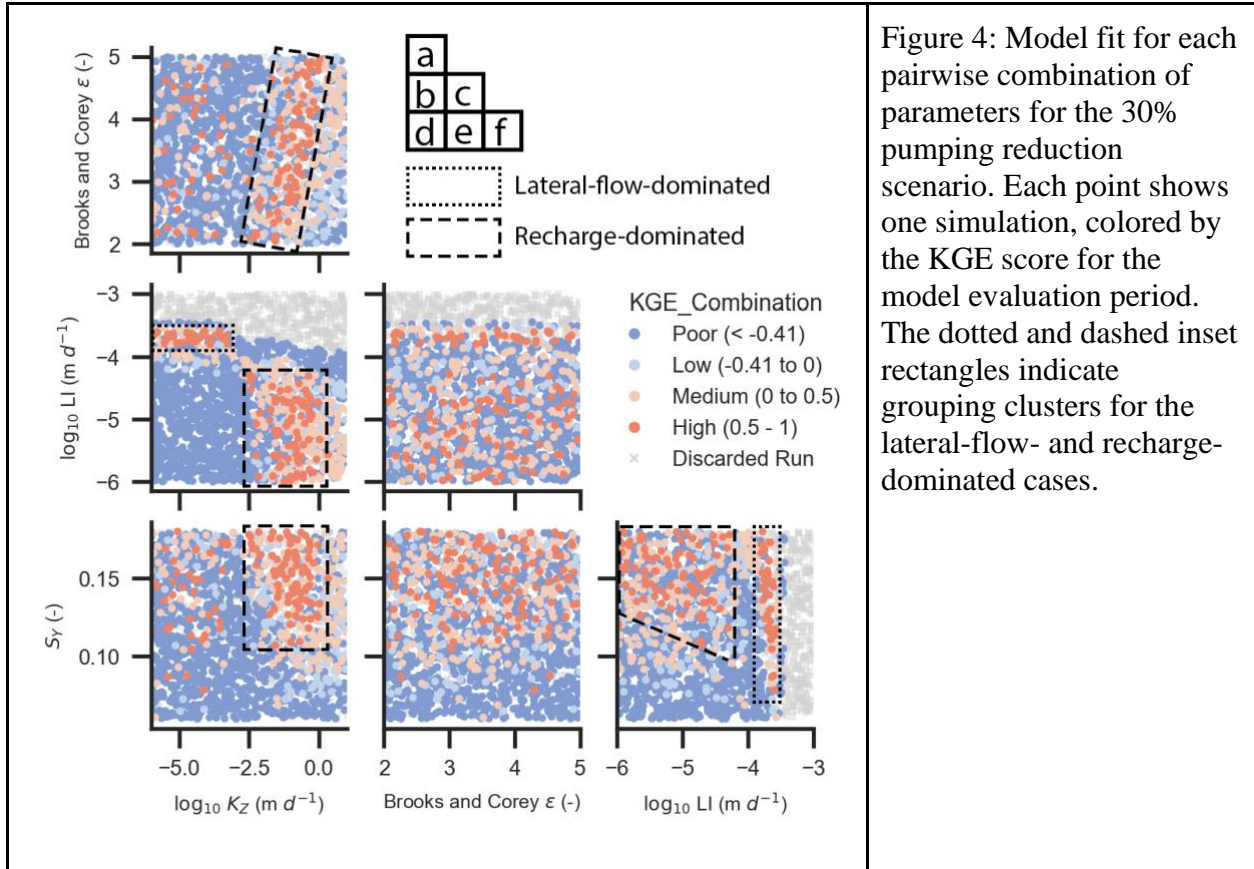 Brooks and Corey ε (-)
5
4
3
2
a
b c
d e f
Lateral-flow-dominated
Recharge-dominated
log₁₀ LI (m d⁻¹)
−3
−4
−5
−6
KGE_Combination
Poor (< -0.41)
Low (-0.41 to 0)
Medium (0 to 0.5)
High (0.5 - 1)
Discarded Run
S_Y (-)
0.15
0.10
−5.0 −2.5 0.0
log₁₀ K_Z (m d⁻¹)
2 3 4 5
Brooks and Corey ε (-)
−6 −5 −4 −3
log₁₀ LI (m d⁻¹)
Figure 4: Model fit for each
pairwise combination of
parameters for the 30%
pumping reduction
scenario. Each point shows
one simulation, colored by
the KGE score for the
model evaluation period.
The dotted and dashed inset
rectangles indicate
grouping clusters for the
lateral-flow- and recharge-
dominated cases.